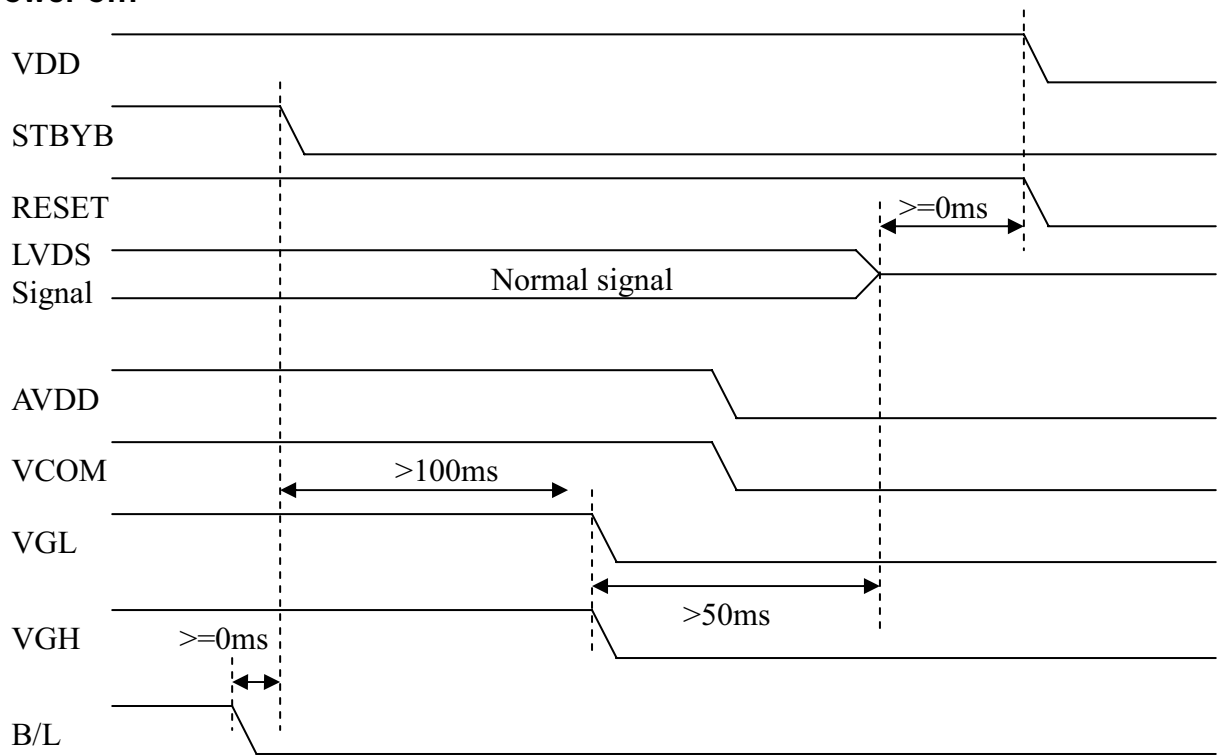 VDD
STBYB
RESET
>=0ms
LVDS
Signal
Normal signal
AVDD
VCOM
>100ms
VGL
>50ms
VGH
>=0ms
B/L